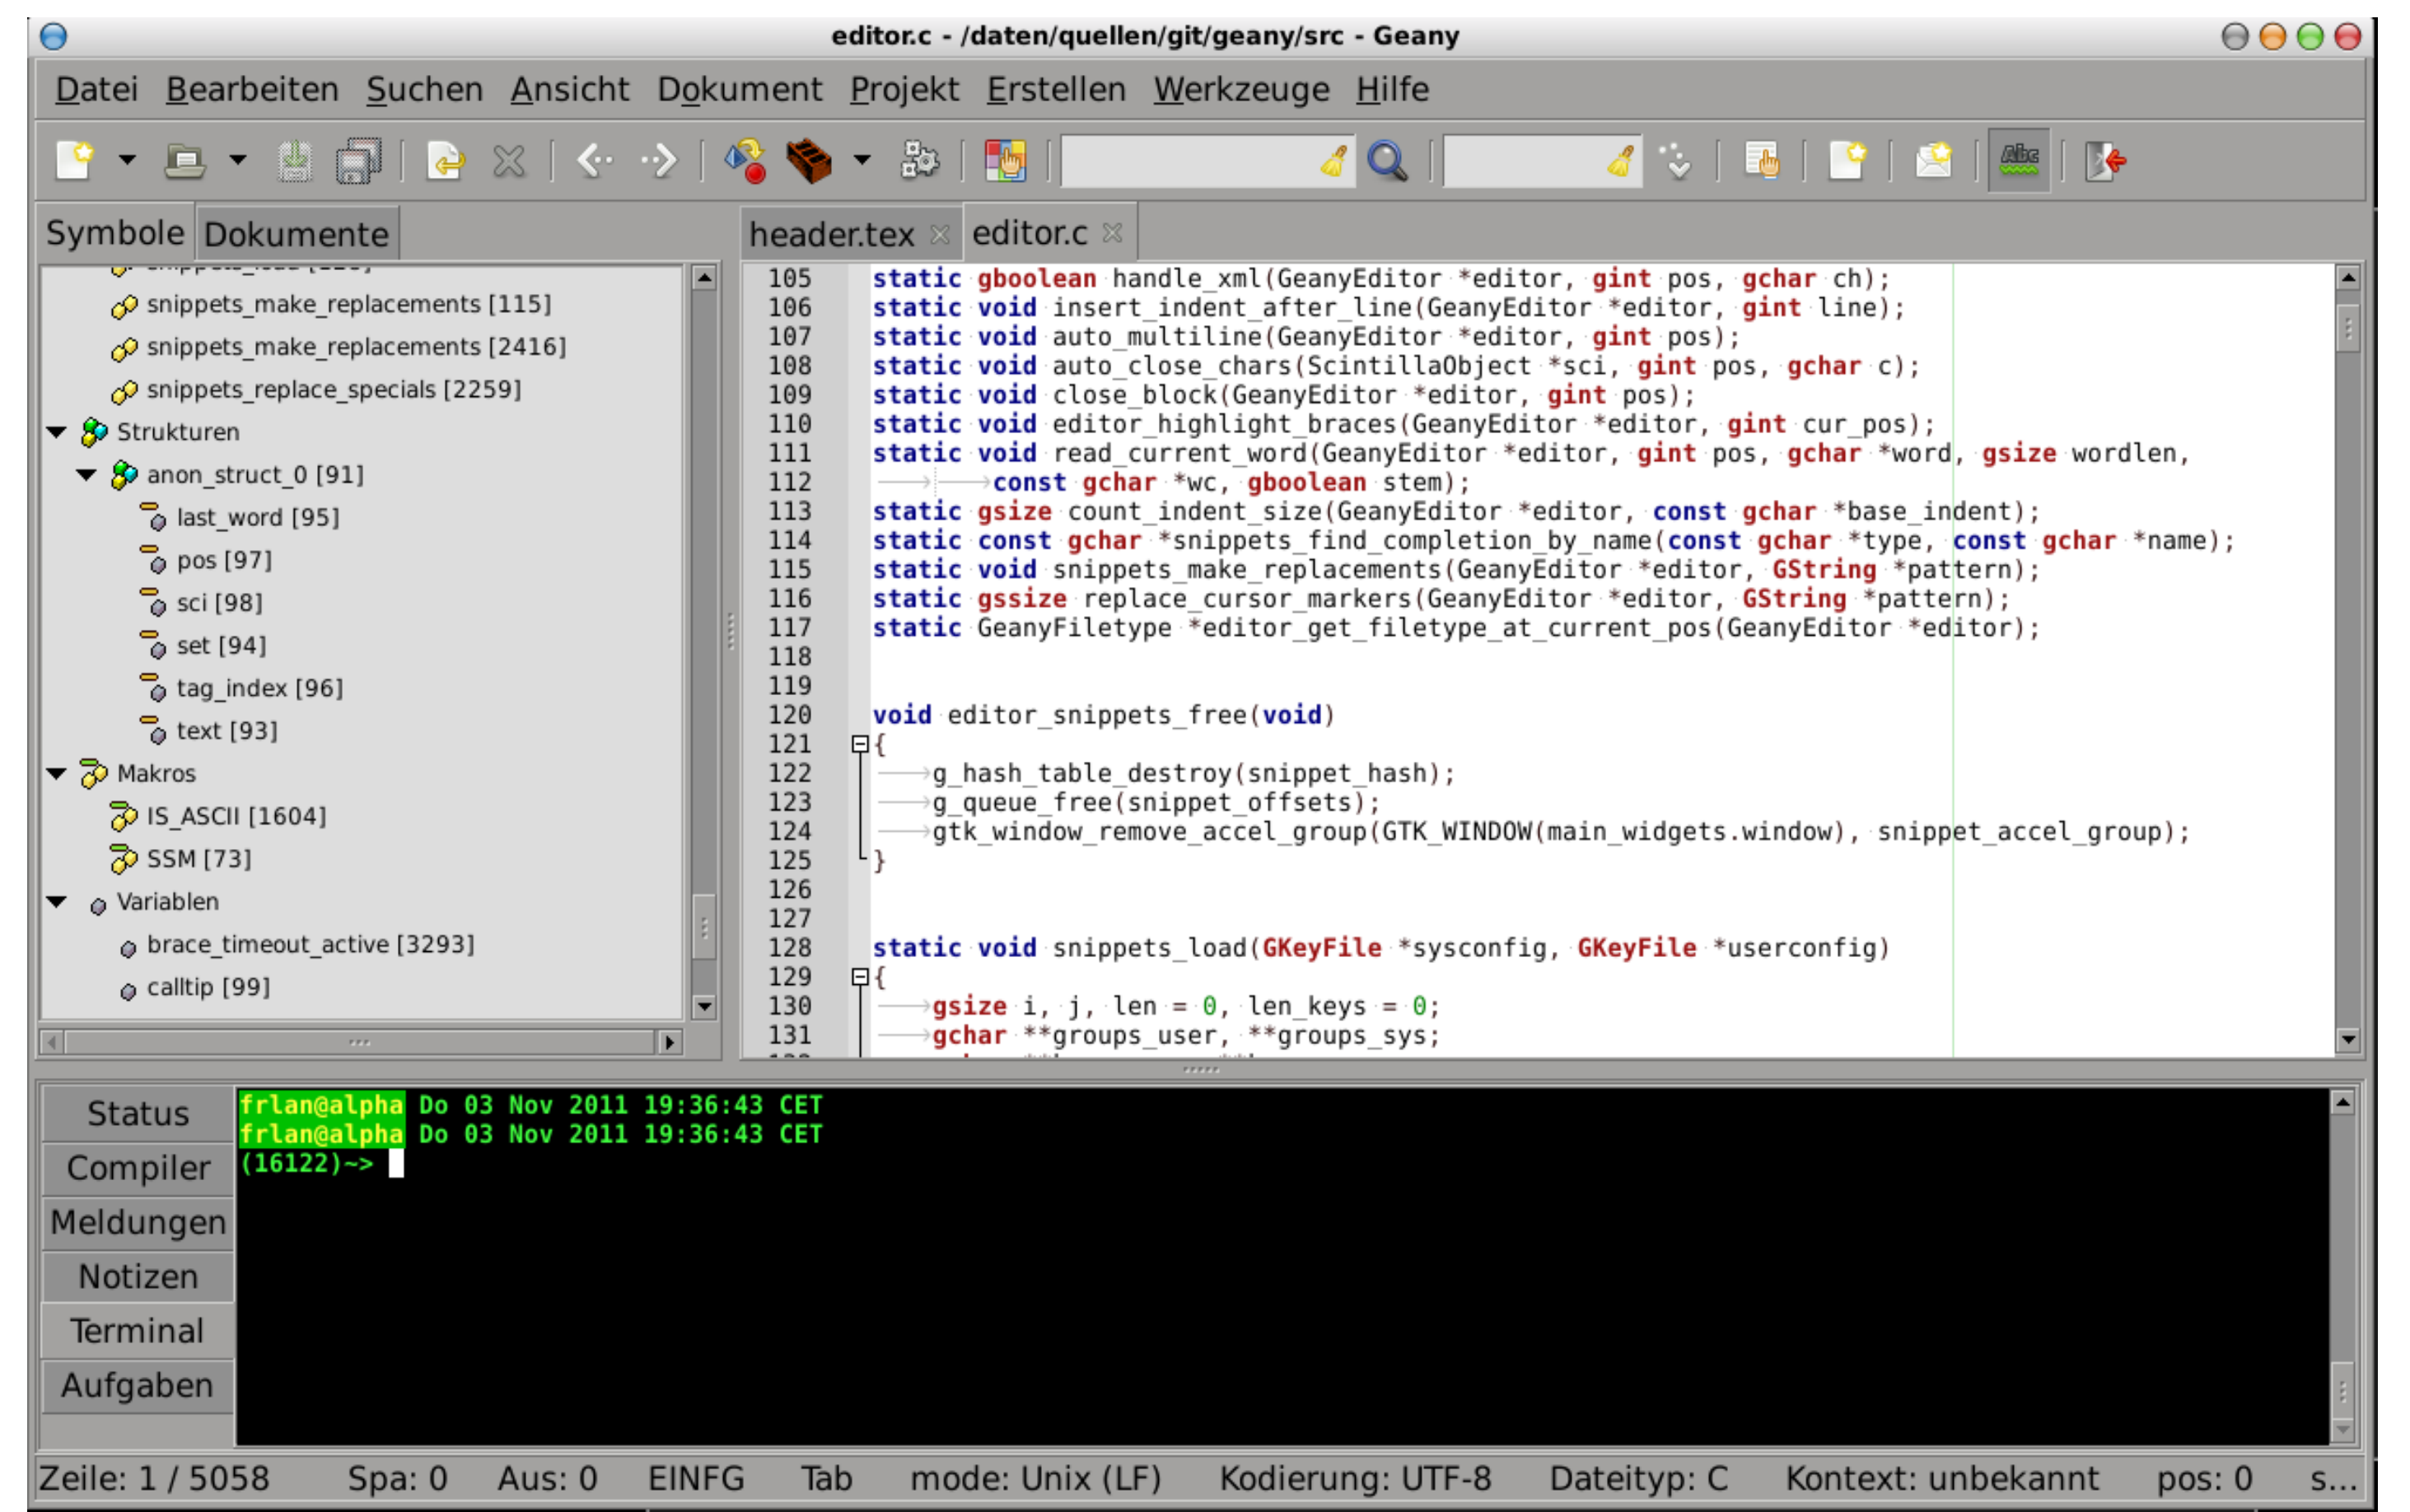 editor.c - /daten/quellen/git/geany/src - Geany
Datei Bearbeiten Suchen Ansicht Dokument Projekt Erstellen Werkzeuge Hilfe
Abc
Symbole Dokumente
snippets_make_replacements [115]
snippets_make_replacements [2416]
snippets_replace_specials [2259]
Strukturen
anon_struct_0 [91]
last_word [95]
pos [97]
sci [98]
set [94]
tag_index [96]
text [93]
Makros
IS_ASCII [1604]
SSM [73]
Variablen
brace_timeout_active [3293]
calltip [99]
header.tex editor.c
105 static gboolean handle_xml(GeanyEditor *editor, gint pos, gchar ch);
106 static void insert_indent_after_line(GeanyEditor *editor, gint line);
107 static void auto_multiline(GeanyEditor *editor, gint pos);
108 static void auto_close_chars(ScintillaObject *sci, gint pos, gchar c);
109 static void close_block(GeanyEditor *editor, gint pos);
110 static void editor_highlight_braces(GeanyEditor *editor, gint cur_pos);
111 static void read_current_word(GeanyEditor *editor, gint pos, gchar *word, gsize wordlen,
112 const gchar *wc, gboolean stem);
113 static gsize count_indent_size(GeanyEditor *editor, const gchar *base_indent);
114 static const gchar *snippets_find_completion_by_name(const gchar *type, const gchar *name);
115 static void snippets_make_replacements(GeanyEditor *editor, GString *pattern);
116 static gssize replace_cursor_markers(GeanyEditor *editor, GString *pattern);
117 static GeanyFiletype *editor_get_filetype_at_current_pos(GeanyEditor *editor);
118
119
120 void editor_snippets_free(void)
121 {
122 g_hash_table_destroy(snippet_hash);
123 g_queue_free(snippet_offsets);
124 gtk_window_remove_accel_group(GTK_WINDOW(main_widgets.window), snippet_accel_group);
125 }
126
127
128 static void snippets_load(GKeyFile *sysconfig, GKeyFile *userconfig)
129 {
130 gsize i, j, len = 0, len_keys = 0;
131 gchar **groups_user, **groups_sys;
Status
Compiler
Meldungen
Notizen
Terminal
Aufgaben
frlan@alpha Do 03 Nov 2011 19:36:43 CET
frlan@alpha Do 03 Nov 2011 19:36:43 CET
(16122)~>
Zeile: 1 / 5058 Spa: 0 Aus: 0 EINFG Tab mode: Unix (LF) Kodierung: UTF-8 Dateityp: C Kontext: unbekannt pos: 0 s...